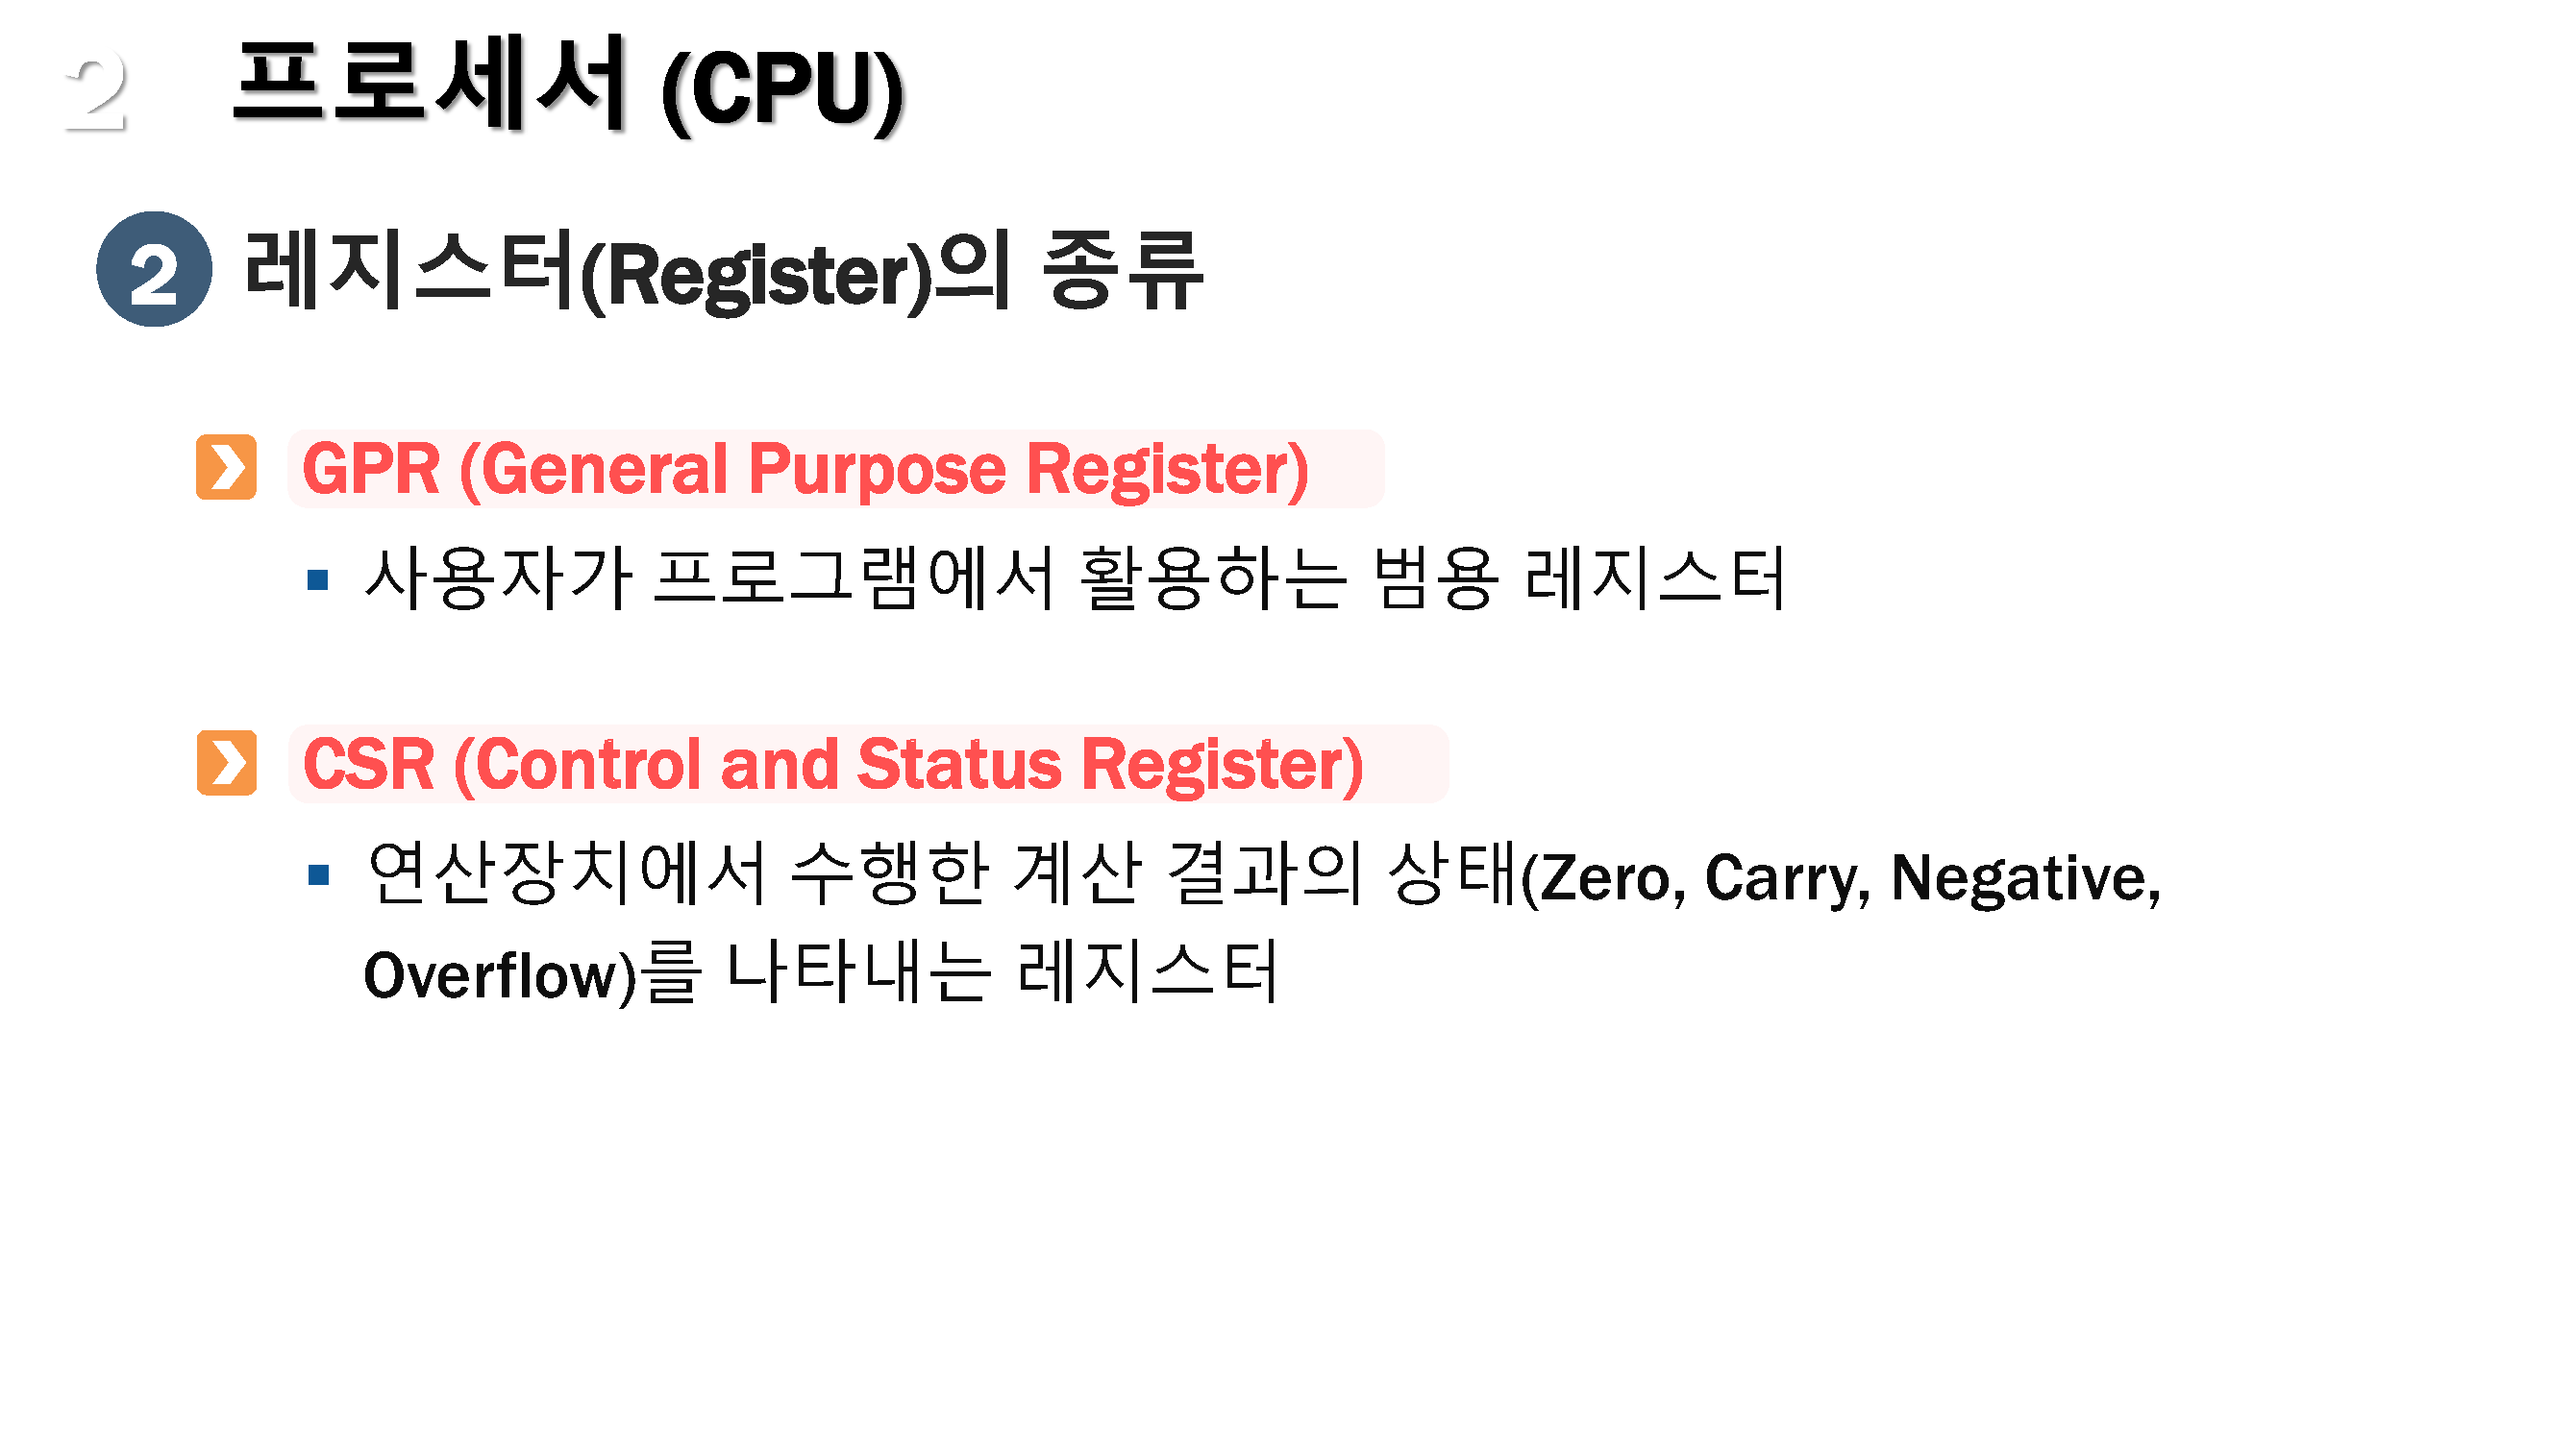 2 프로세서 (CPU)
2 레지스터(Register)의 종류
GPR (General Purpose Register)
▪ 사용자가 프로그램에서 활용하는 범용 레지스터
CSR (Control and Status Register)
▪ 연산장치에서 수행한 계산 결과의 상태(Zero, Carry, Negative,
Overflow)를 나타내는 레지스터